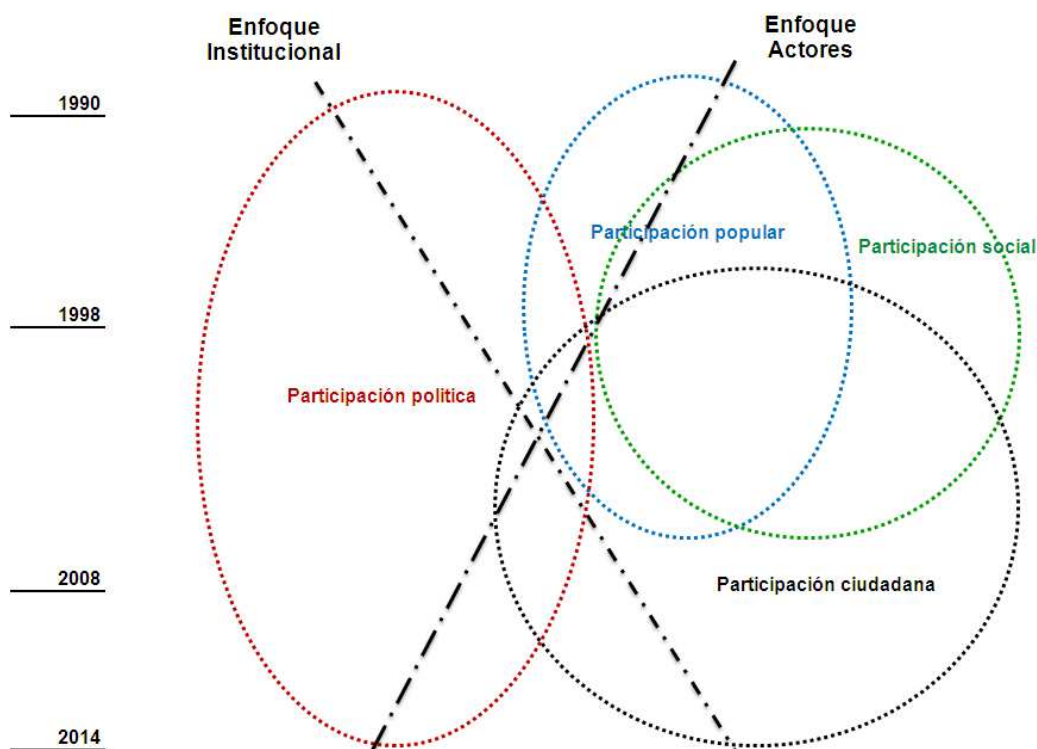 Enfoque
Institucional
Enfoque
Actores
1990
Participación popular
Participación social
1998
Participación politica
2008
Participación ciudadana
2014